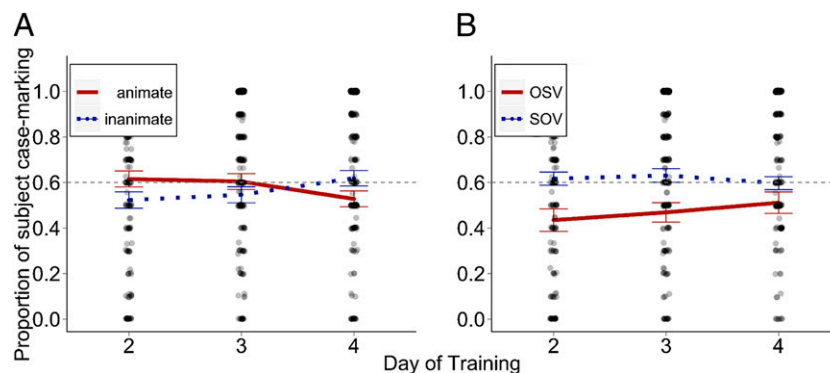 A
B
Proportion of subject case-marking
animate
inanimate
OSV
SOV
1.0
0.8
0.6
0.4
0.2
0.0
1.0
0.8
0.6
0.4
0.2
0.0
2 3 4
2 3 4
Day of Training